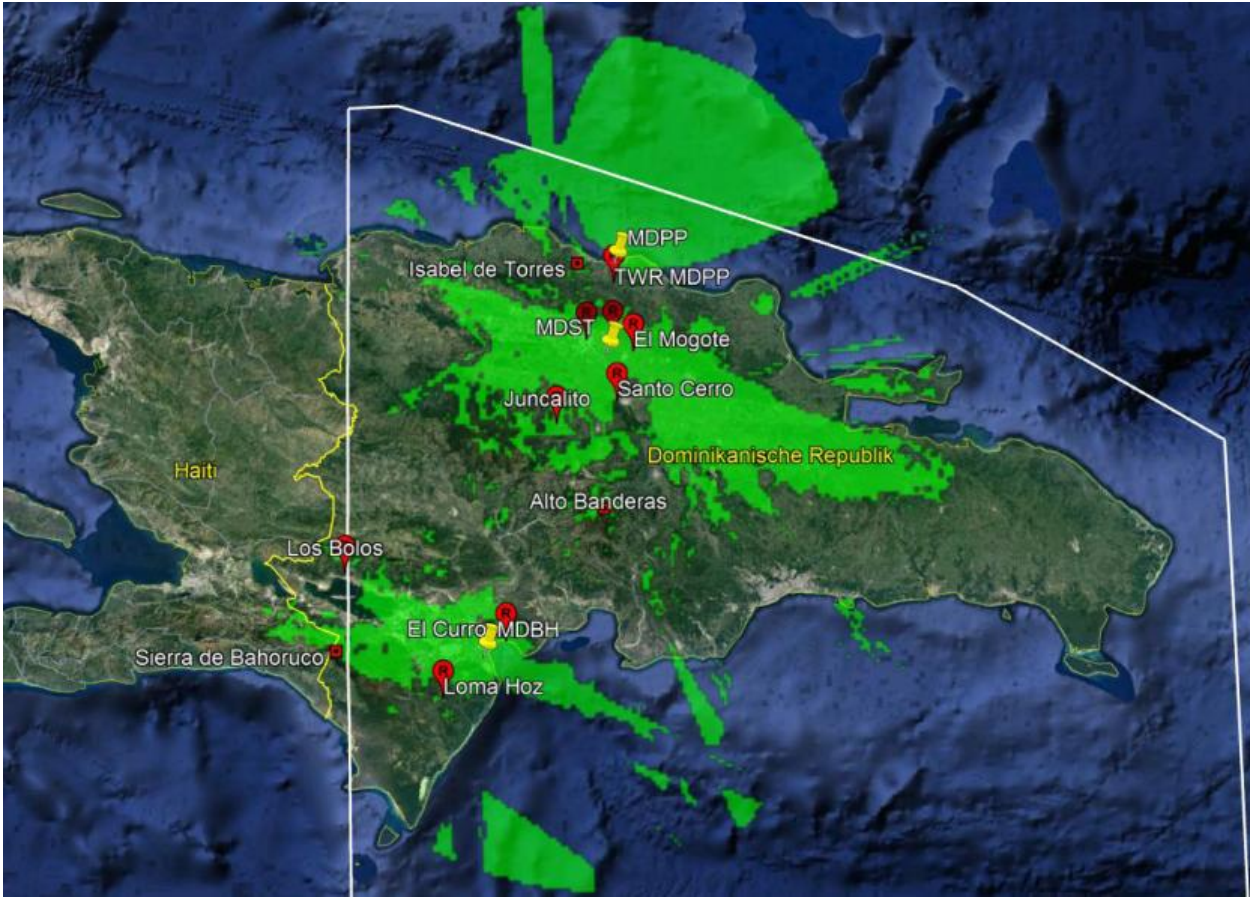 MDPP
Isabel de Torres
TWR MDPP
MDST
El Mogote
Juncalito
Santo Cerro
Haiti
Dominikanische Republik
Alto Banderas
Los Bolos
El Curro MDBH
Sierra de Bahoruco
Loma Hoz